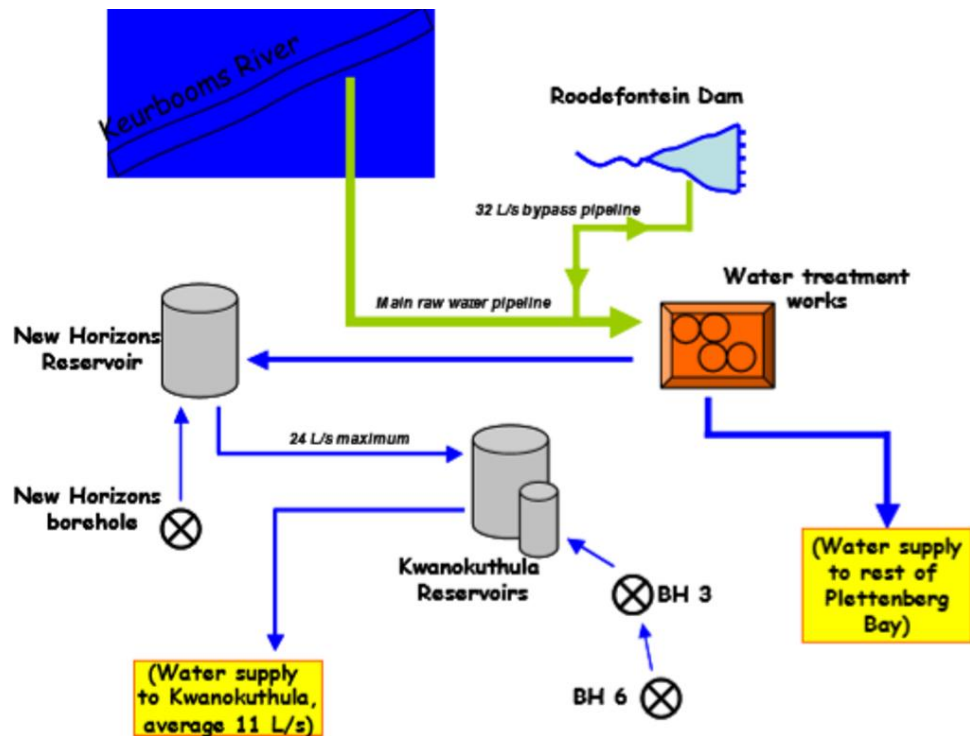 Keurbooms River
Roodefontein Dam
32 L/s bypass pipeline
Water treatment
works
Main raw water pipeline
New Horizons
Reservoir
24 L/s maximum
New Horizons
borehole
Kwanokuthula
Reservoirs
BH 3
BH 6
(Water supply
to rest of
Plettenberg
Bay)
(Water supply
to Kwanokuthula,
average 11 L/s)